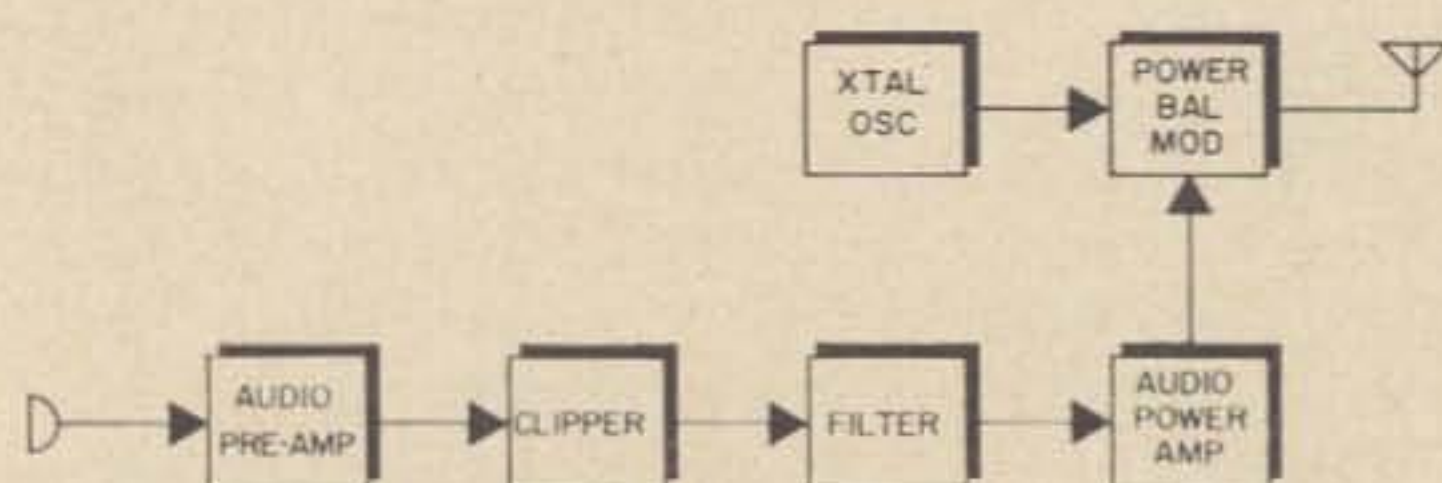 XTAL
OSC
POWER
BAL
MOD
AUDIO
PRE-AMP
CLIPPER
FILTER
AUDIO
POWER
AMP